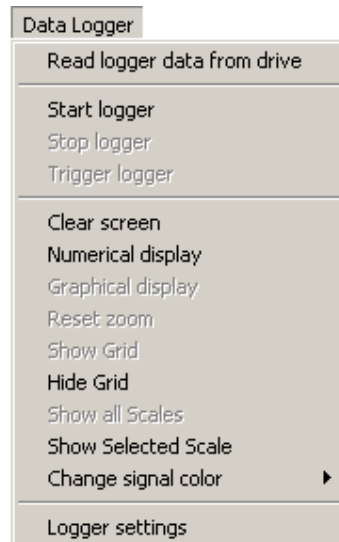 Data Logger
Read logger data from drive
Start logger
Stop logger
Trigger logger
Clear screen
Numerical display
Graphical display
Reset zoom
Show Grid
Hide Grid
Show all Scales
Show Selected Scale
Change signal color
Logger settings